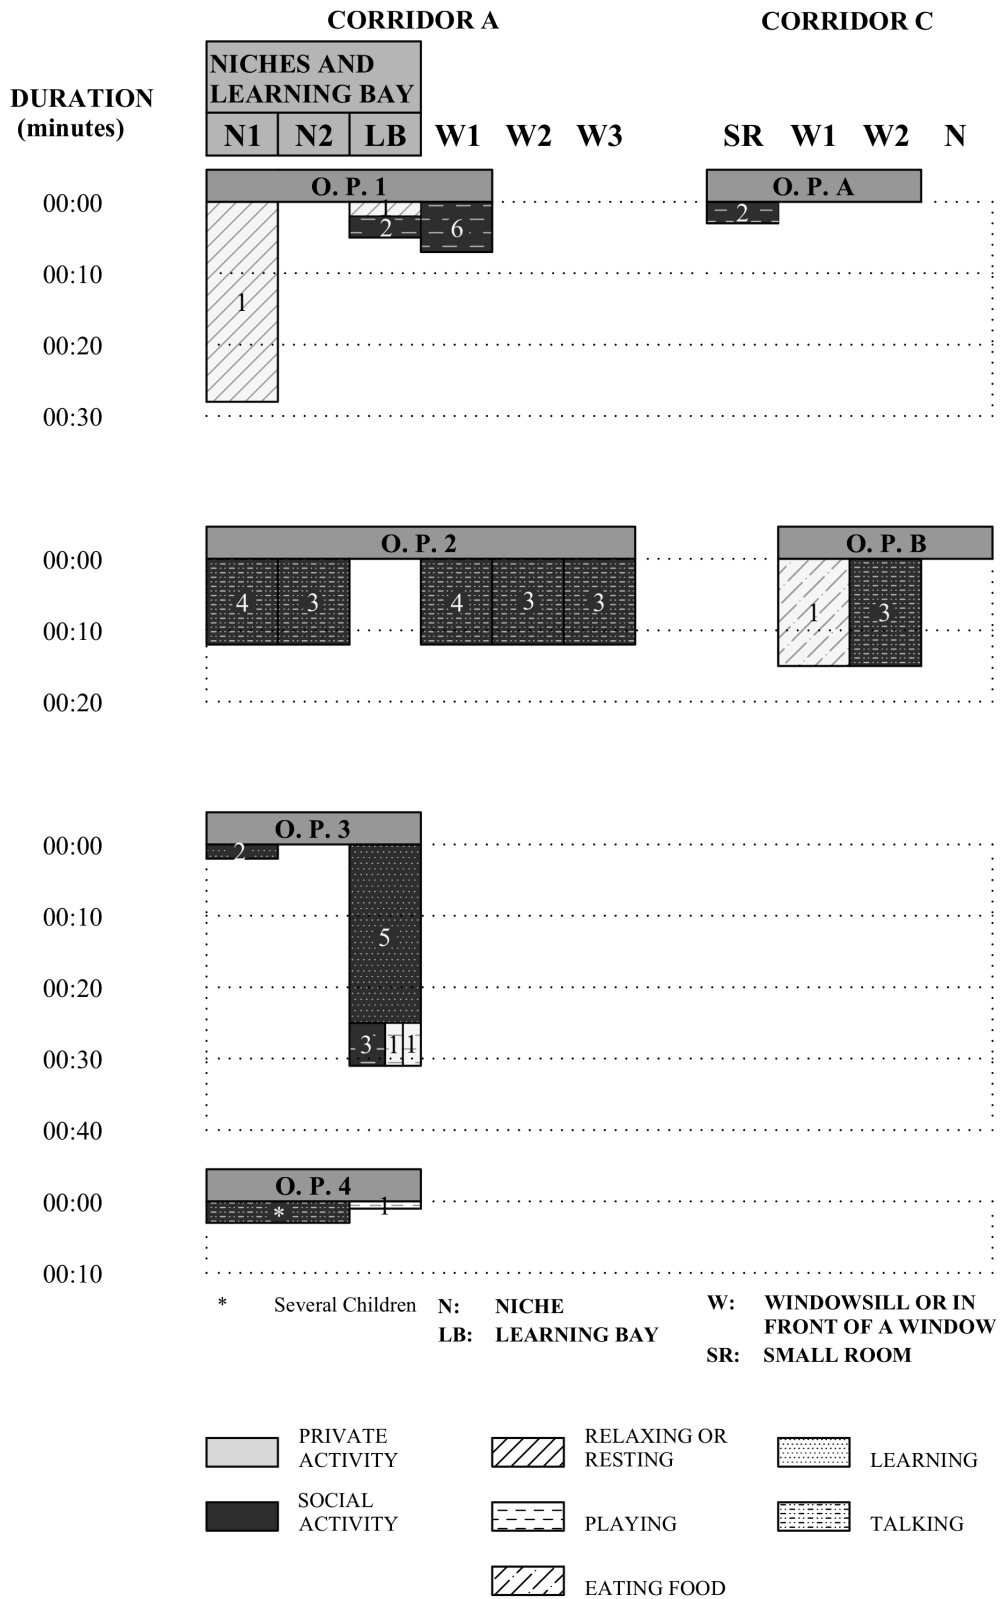 CORRIDOR A CORRIDOR C
NICHES AND
LEARNING BAY
DURATION
(minutes)
N1 N2 LB W1 W2 W3 SR W1 W2 N
O. P. 1 O. P. A
00:00
1
2 6 2
00:10
1
00:20
00:30
O. P. 2 O. P. B
00:00
4 3 4 3 3 1 3
00:10
00:20
O. P. 3
00:00
2
00:10
5
00:20
3 1 1
00:30
00:40
O. P. 4
00:00
* 1
00:10
* Several Children
N: NICHE
LB: LEARNING BAY
W: WINDOWSILL OR IN
FRONT OF A WINDOW
SR: SMALL ROOM
PRIVATE
ACTIVITY
SOCIAL
ACTIVITY
RELAXING OR
RESTING
PLAYING
EATING FOOD
LEARNING
TALKING